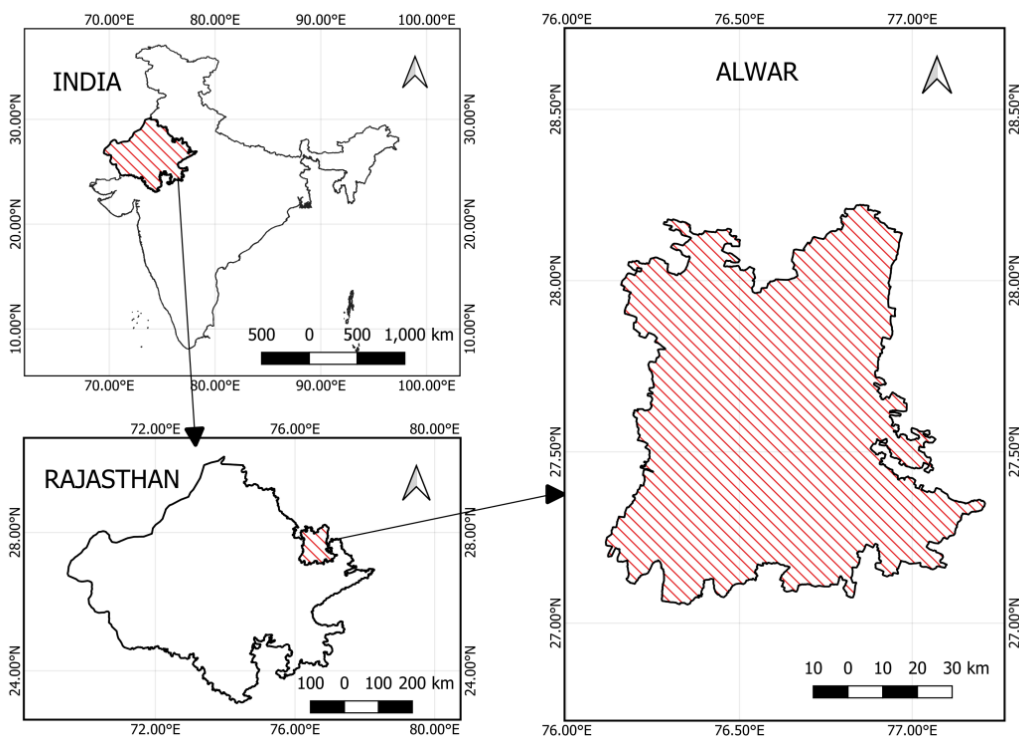 70.00°E 80.00°E 90.00°E 100.00°E
INDIA
30.00°N 30.00°N
20.00°N 20.00°N
10.00°N 10.00°N
500 0 500 1,000 km
70.00°E 80.00°E 90.00°E 100.00°E
72.00°E 76.00°E 80.00°E
RAJASTHAN
28.00°N 28.00°N
24.00°N 24.00°N
100 0 100 200 km
72.00°E 76.00°E 80.00°E
76.00°E 76.50°E 77.00°E
ALWAR
28.50°N 28.50°N
28.00°N 28.00°N
27.50°N 27.50°N
27.00°N 27.00°N
10 0 10 20 30 km
76.00°E 76.50°E 77.00°E